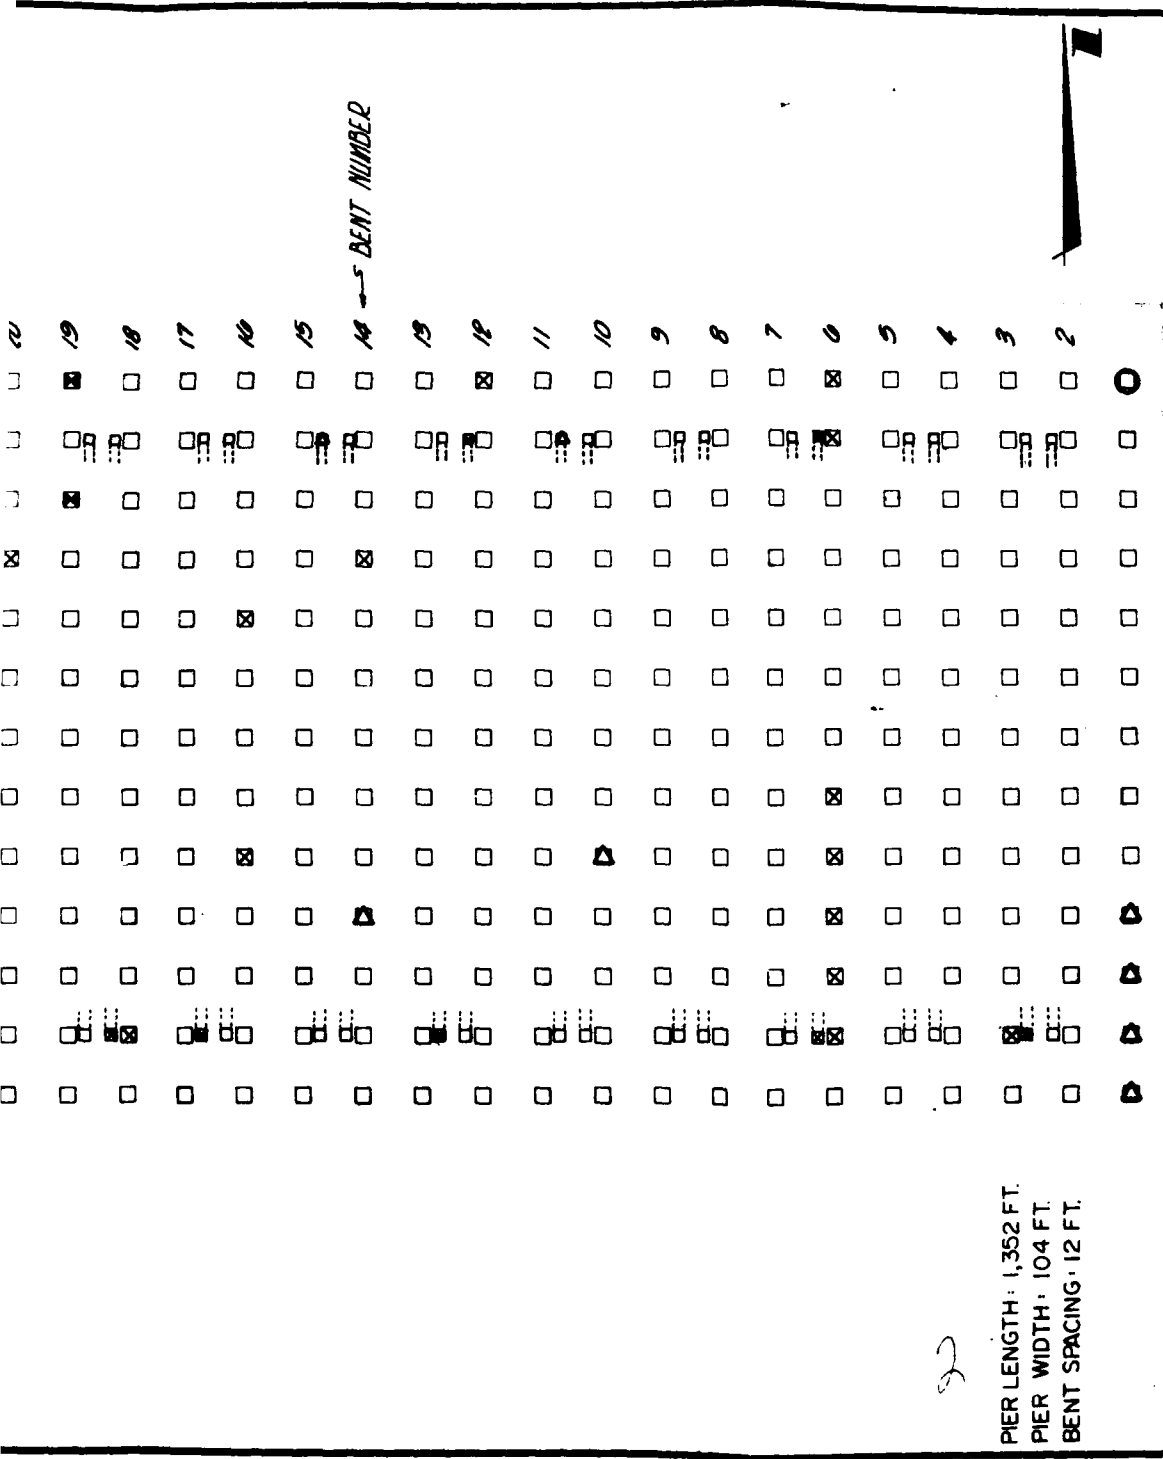 BENT NUMBER
19 18 17 16 15 14 13 12 11 10 9 8 7 6 5 4 3 2
2
PIER LENGTH: 1,352 FT.
PIER WIDTH: 104 FT.
BENT SPACING: 12 FT.